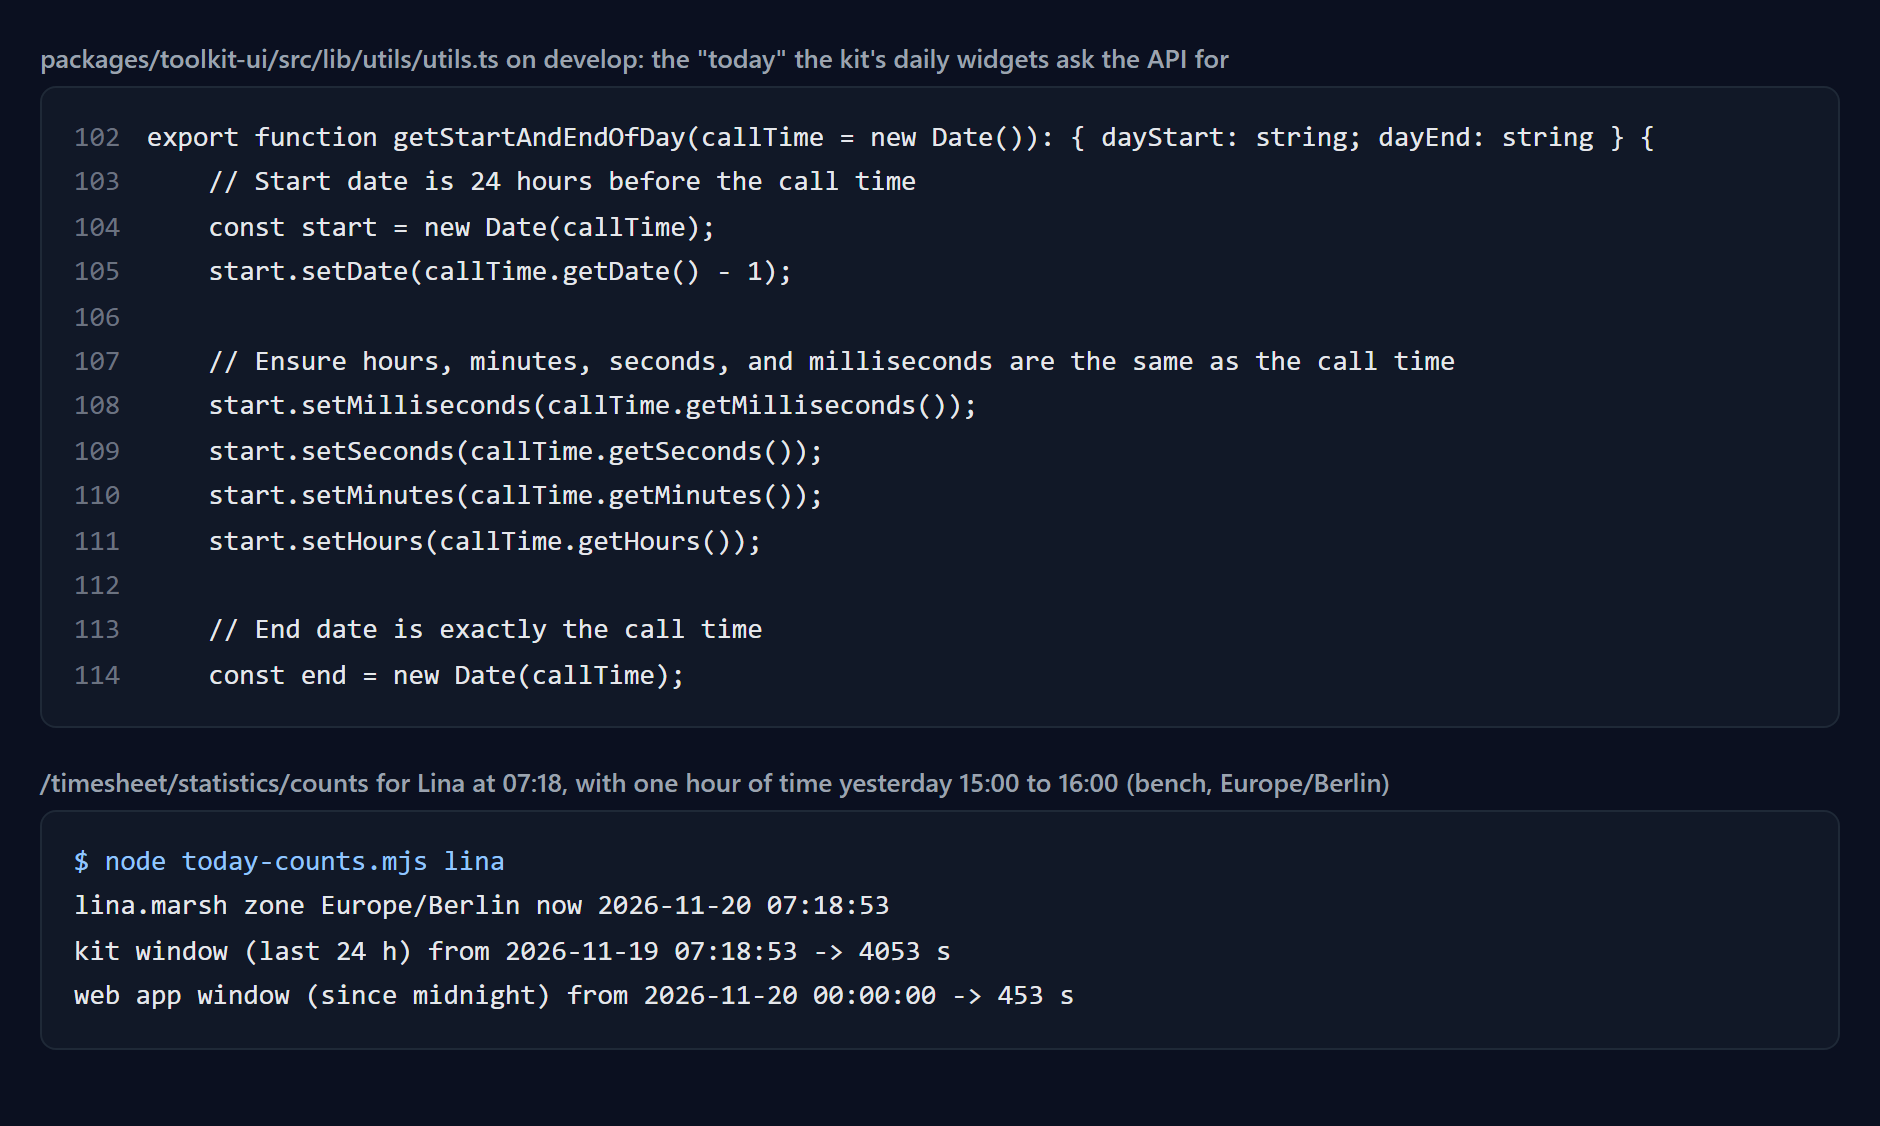 packages/toolkit-ui/src/lib/utils/utils.ts on develop: the "today" the kit's daily widgets ask the API for
102 export function getStartAndEndOfDay(callTime = new Date()): { dayStart: string; dayEnd: string } {
103 // Start date is 24 hours before the call time
104 const start = new Date(callTime);
105 start.setDate(callTime.getDate() - 1);
106
107 // Ensure hours, minutes, seconds, and milliseconds are the same as the call time
108 start.setMilliseconds(callTime.getMilliseconds());
109 start.setSeconds(callTime.getSeconds());
110 start.setMinutes(callTime.getMinutes());
111 start.setHours(callTime.getHours());
112
113 // End date is exactly the call time
114 const end = new Date(callTime);
/timesheet/statistics/counts for Lina at 07:18, with one hour of time yesterday 15:00 to 16:00 (bench, Europe/Berlin)
$ node today-counts.mjs lina
lina.marsh zone Europe/Berlin now 2026-11-20 07:18:53
kit window (last 24 h) from 2026-11-19 07:18:53 -> 4053 s
web app window (since midnight) from 2026-11-20 00:00:00 -> 453 s